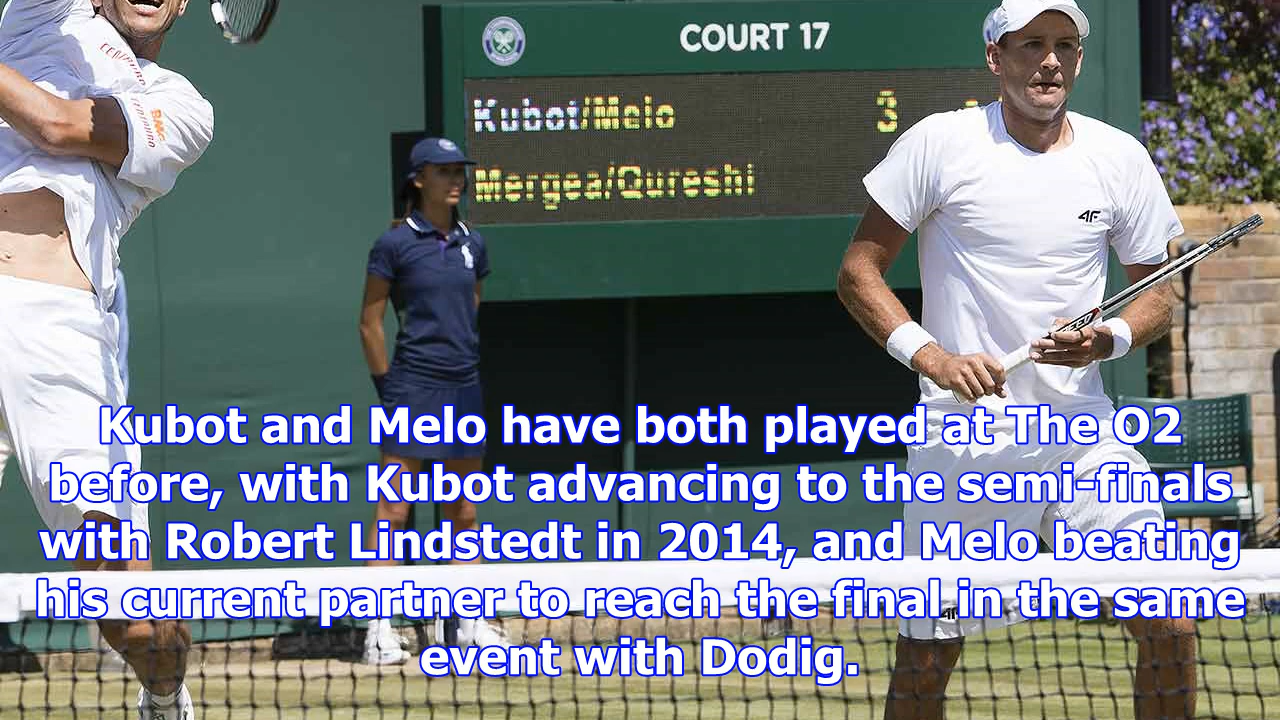 COURT 17
Kubot/Melo 3
Mergea/Qureshi
4F
Kubot and Melo have both played at The O2
before, with Kubot advancing to the semi-finals
with Robert Lindstedt in 2014, and Melo beating
his current partner to reach the final in the same
event with Dodig.
4F